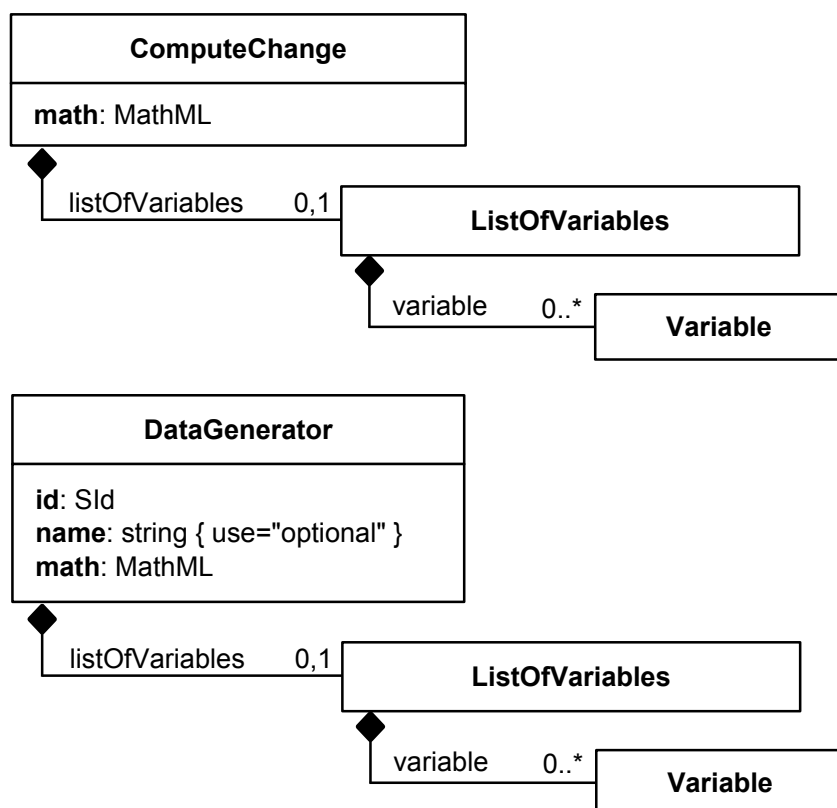 ComputeChange
math: MathML
listOfVariables 0,1
ListOfVariables
variable 0..*
Variable
DataGenerator
id: SId
name: string { use="optional" }
math: MathML
listOfVariables 0,1
ListOfVariables
variable 0..*
Variable